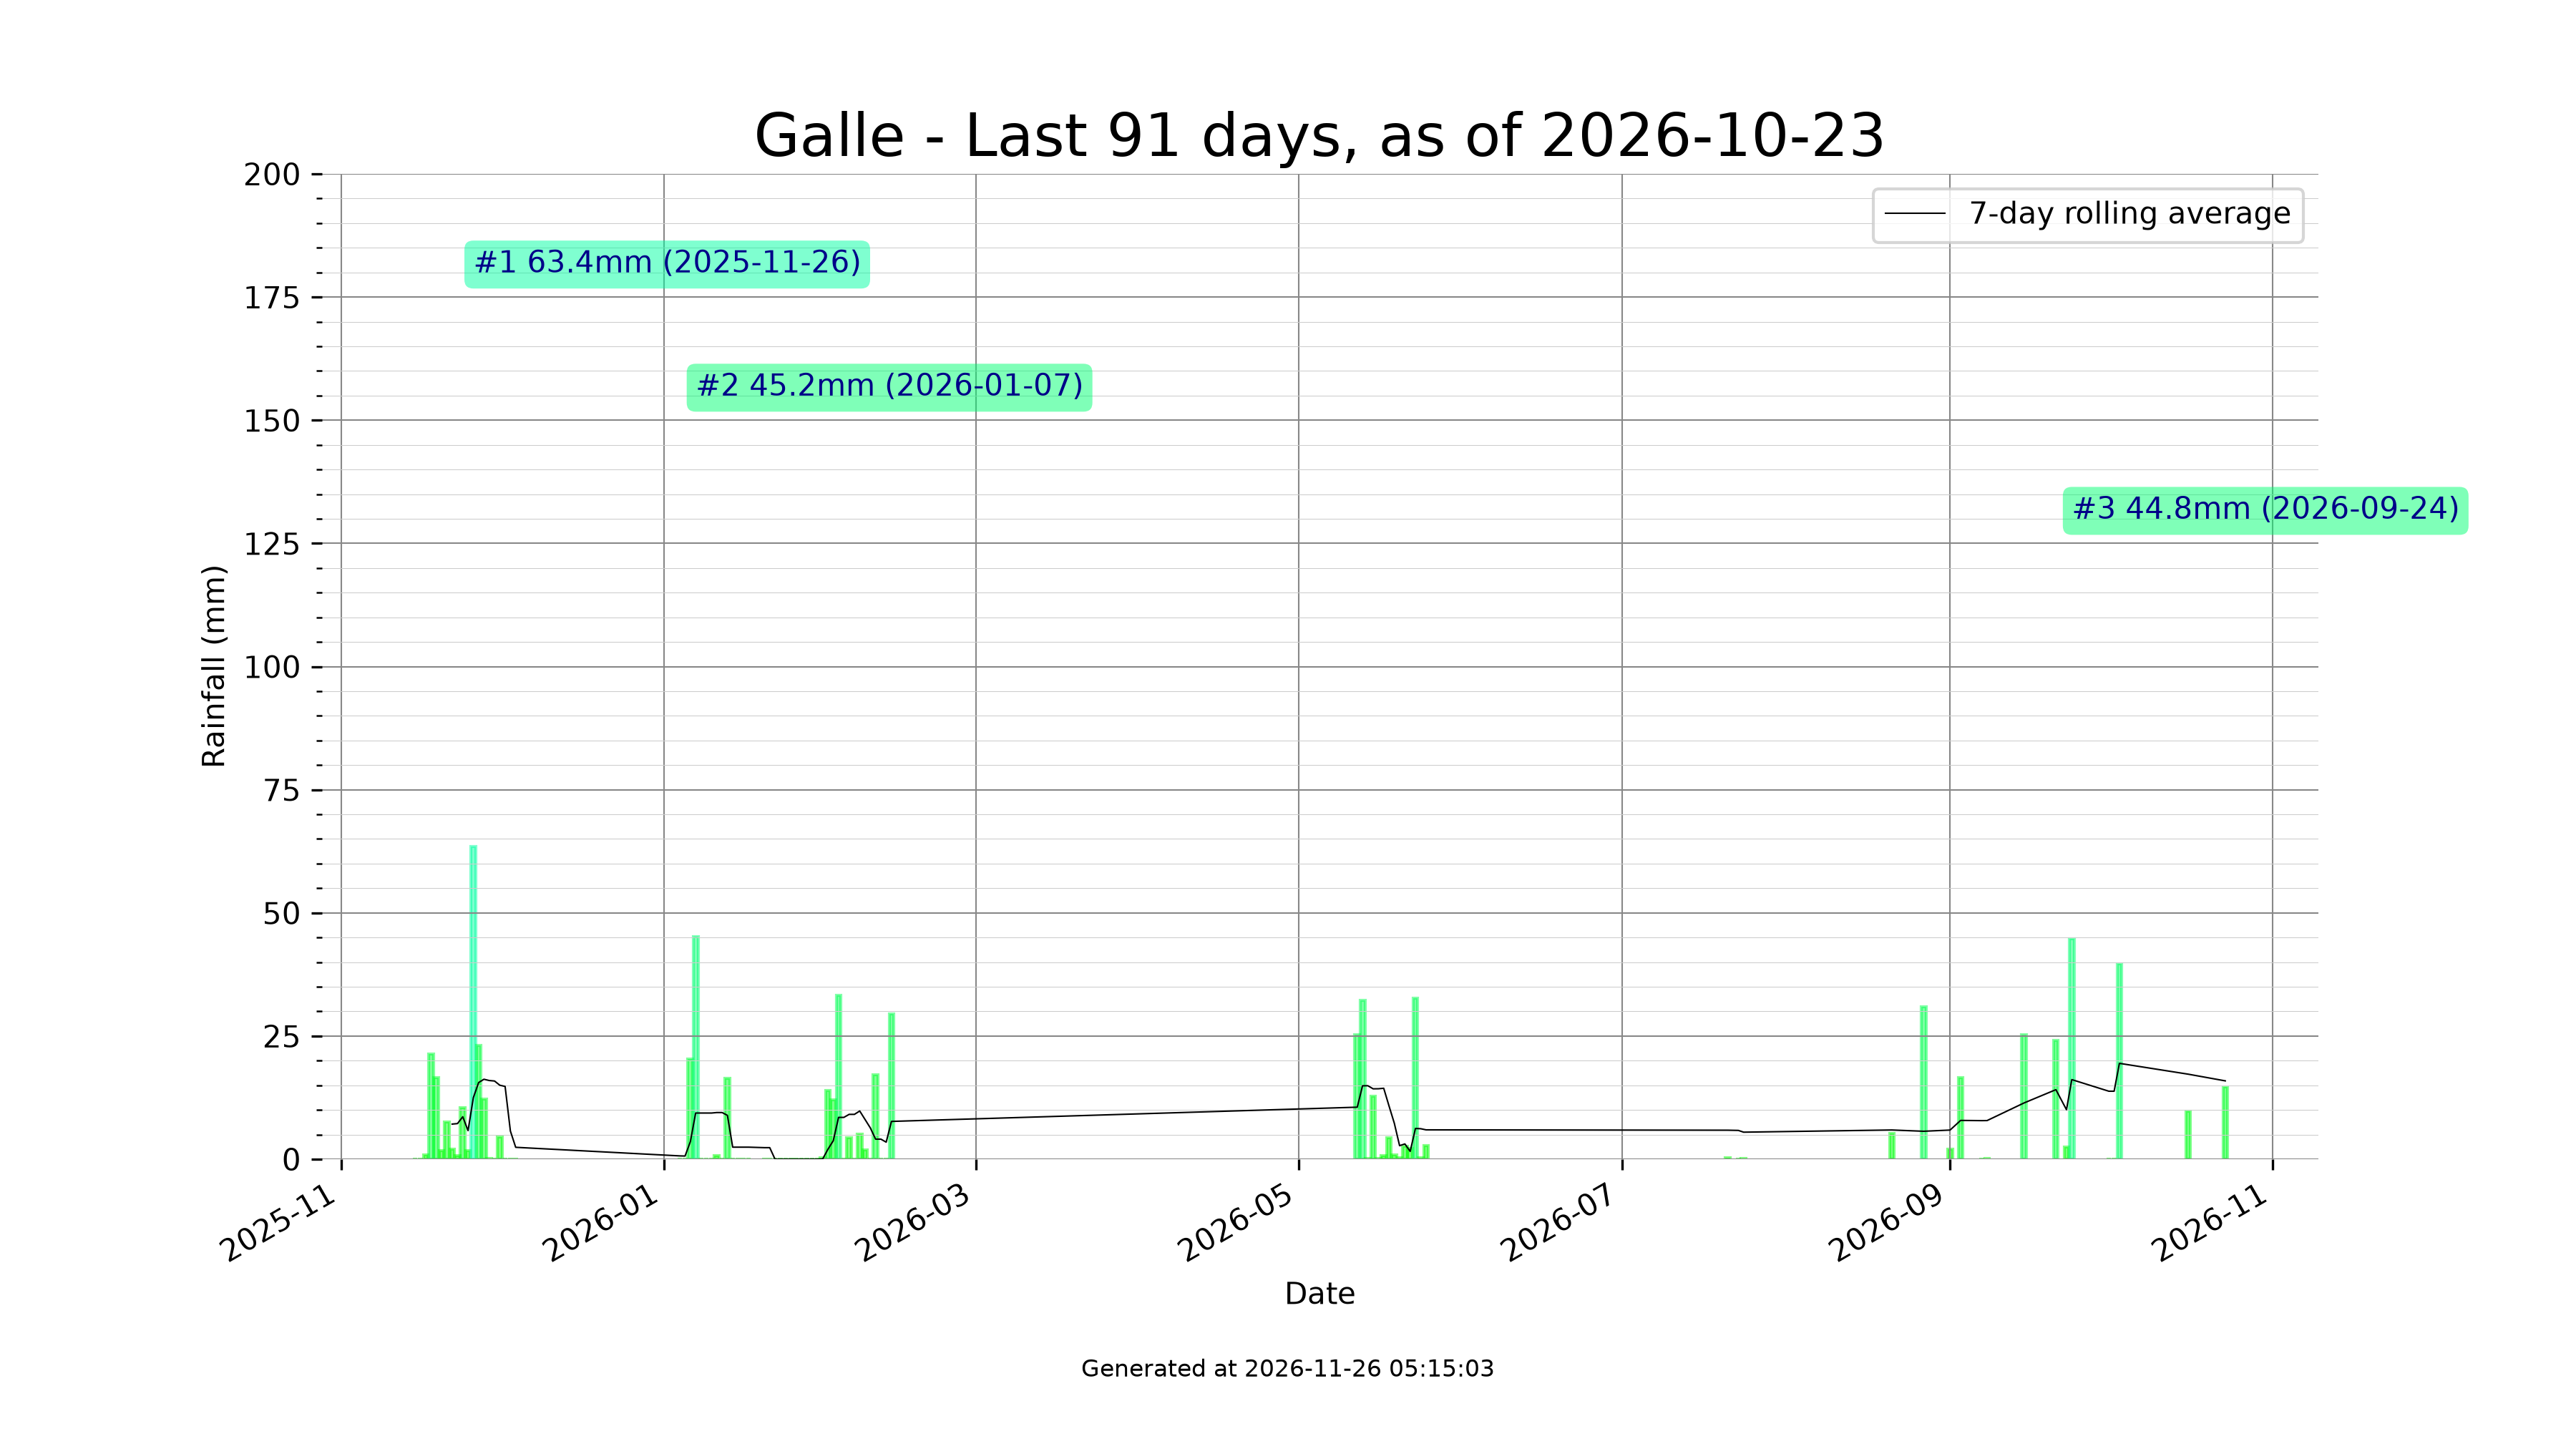 Galle - Last 91 days, as of 2026-10-23
200
175
150
125
100
75
50
25
0
Rainfall (mm)
7-day rolling average
#1 63.4mm (2025-11-26)
#2 45.2mm (2026-01-07)
#3 44.8mm (2026-09-24)
2025-11
2026-01
2026-03
2026-05
2026-07
2026-09
2026-11
Date
Generated at 2026-11-26 05:15:03